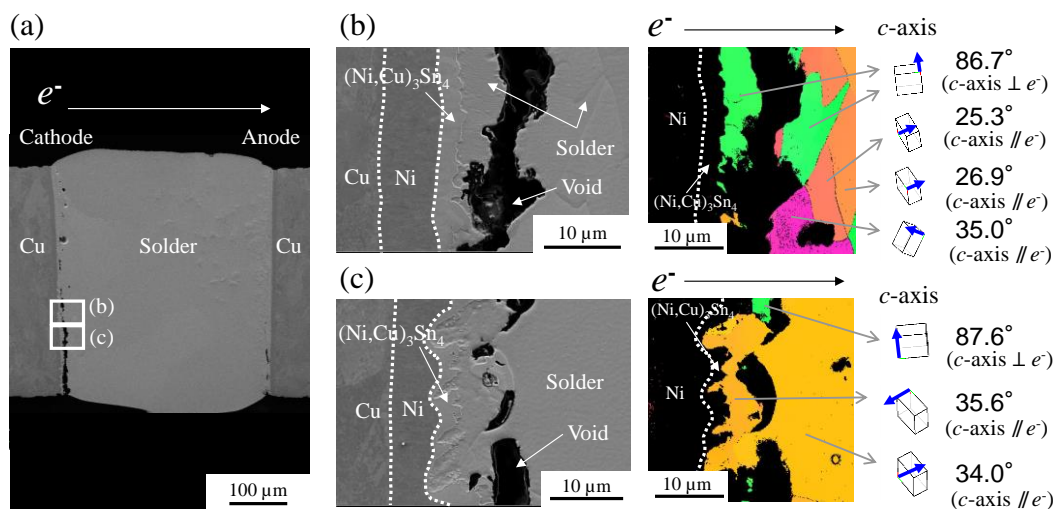 (a)
e⁻
Cathode
Anode
Cu
Solder
Cu
(b)
(c)
100 µm
(b)
(Ni,Cu)₃Sn₄
Cu
Ni
Solder
Void
10 µm
e⁻
Ni
(Ni,Cu)₃Sn₄
10 µm
c-axis
86.7°
(c-axis ⊥ e⁻)
25.3°
(c-axis // e⁻)
26.9°
(c-axis // e⁻)
35.0°
(c-axis // e⁻)
(c)
(Ni,Cu)₃Sn₄
Cu
Ni
Solder
Void
10 µm
e⁻
(Ni,Cu)₃Sn₄
Ni
10 µm
c-axis
87.6°
(c-axis ⊥ e⁻)
35.6°
(c-axis // e⁻)
34.0°
(c-axis // e⁻)